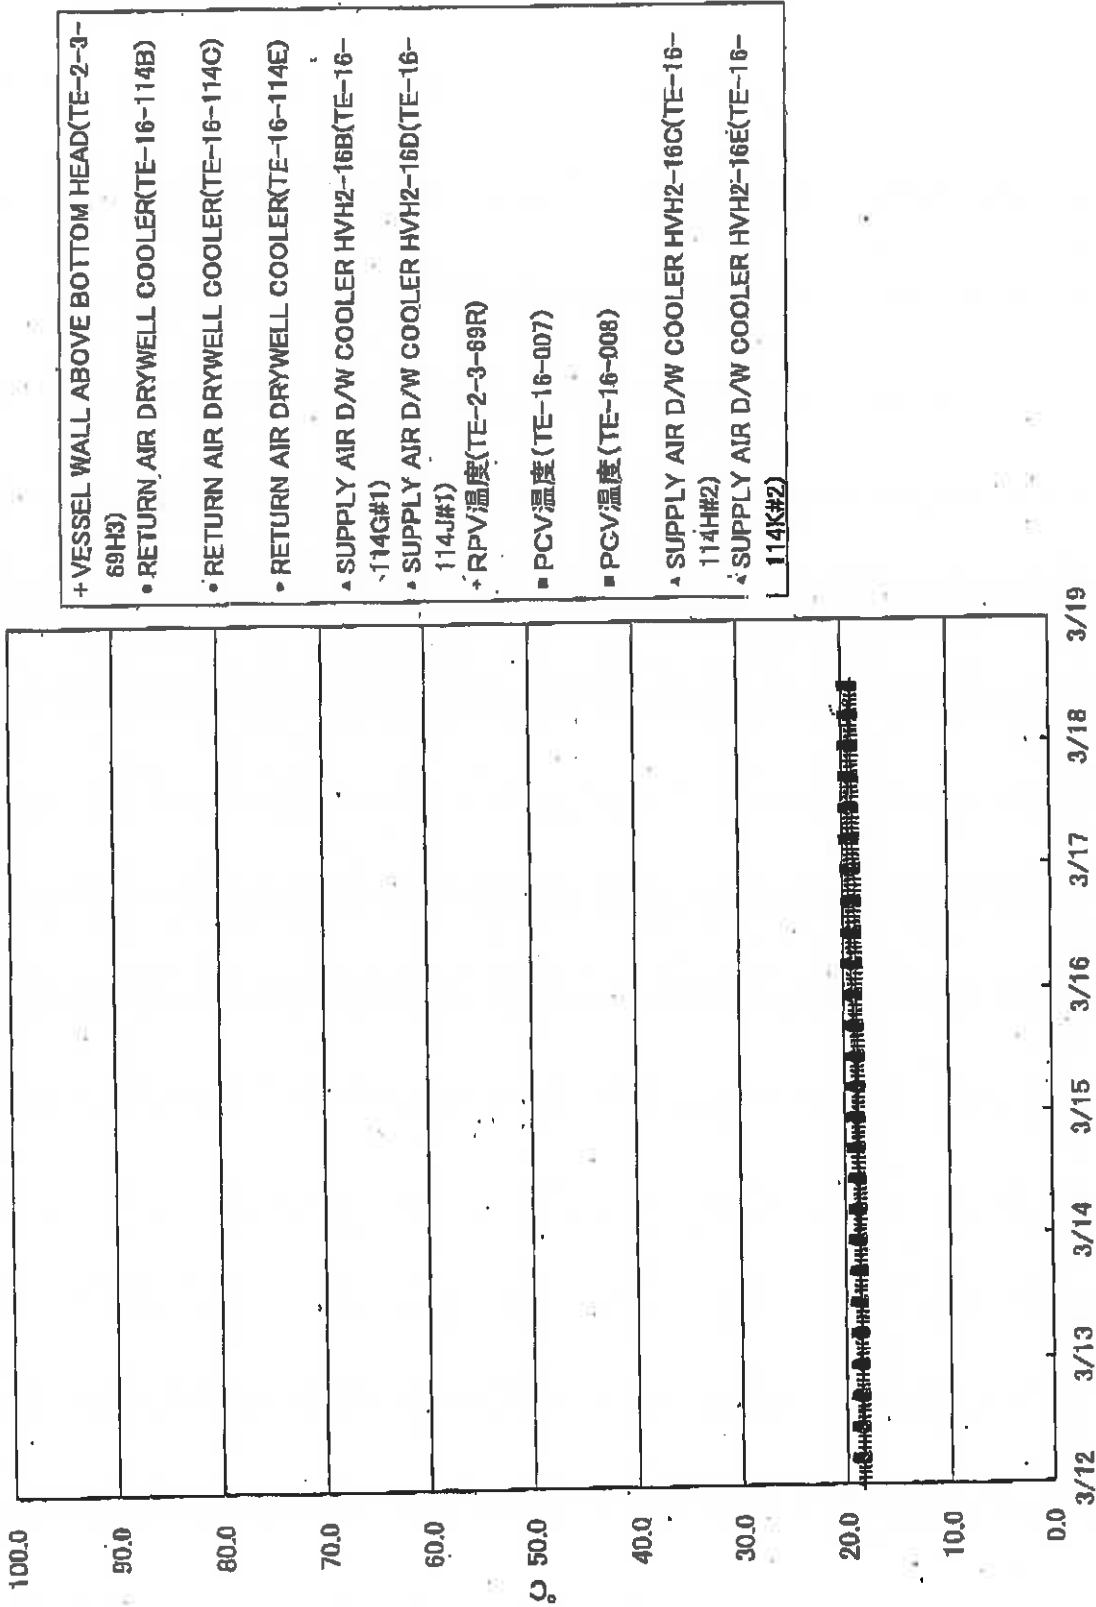 100.0
90.0
80.0
70.0
60.0
℃ 50.0
40.0
30.0
20.0
10.0
0.0
3/12 3/13 3/14 3/15 3/16 3/17 3/18 3/19
+ VESSEL WALL ABOVE BOTTOM HEAD(TE-2-3-
69H3)
• RETURN AIR DRYWELL COOLER(TE-16-114B)
• RETURN AIR DRYWELL COOLER(TE-16-114C)
• RETURN AIR DRYWELL COOLER(TE-16-114E)
▲ SUPPLY AIR D/W COOLER HVH2-16B(TE-16-
114G#1)
▲ SUPPLY AIR D/W COOLER HVH2-16D(TE-16-
114J#1)
+ RPV温度(TE-2-3-69R)
■ PCV温度(TE-16-007)
■ PCV温度(TE-16-008)
▲ SUPPLY AIR D/W COOLER HVH2-16C(TE-16-
114H#2)
▲ SUPPLY AIR D/W COOLER HVH2-16E(TE-16-
114K#2)